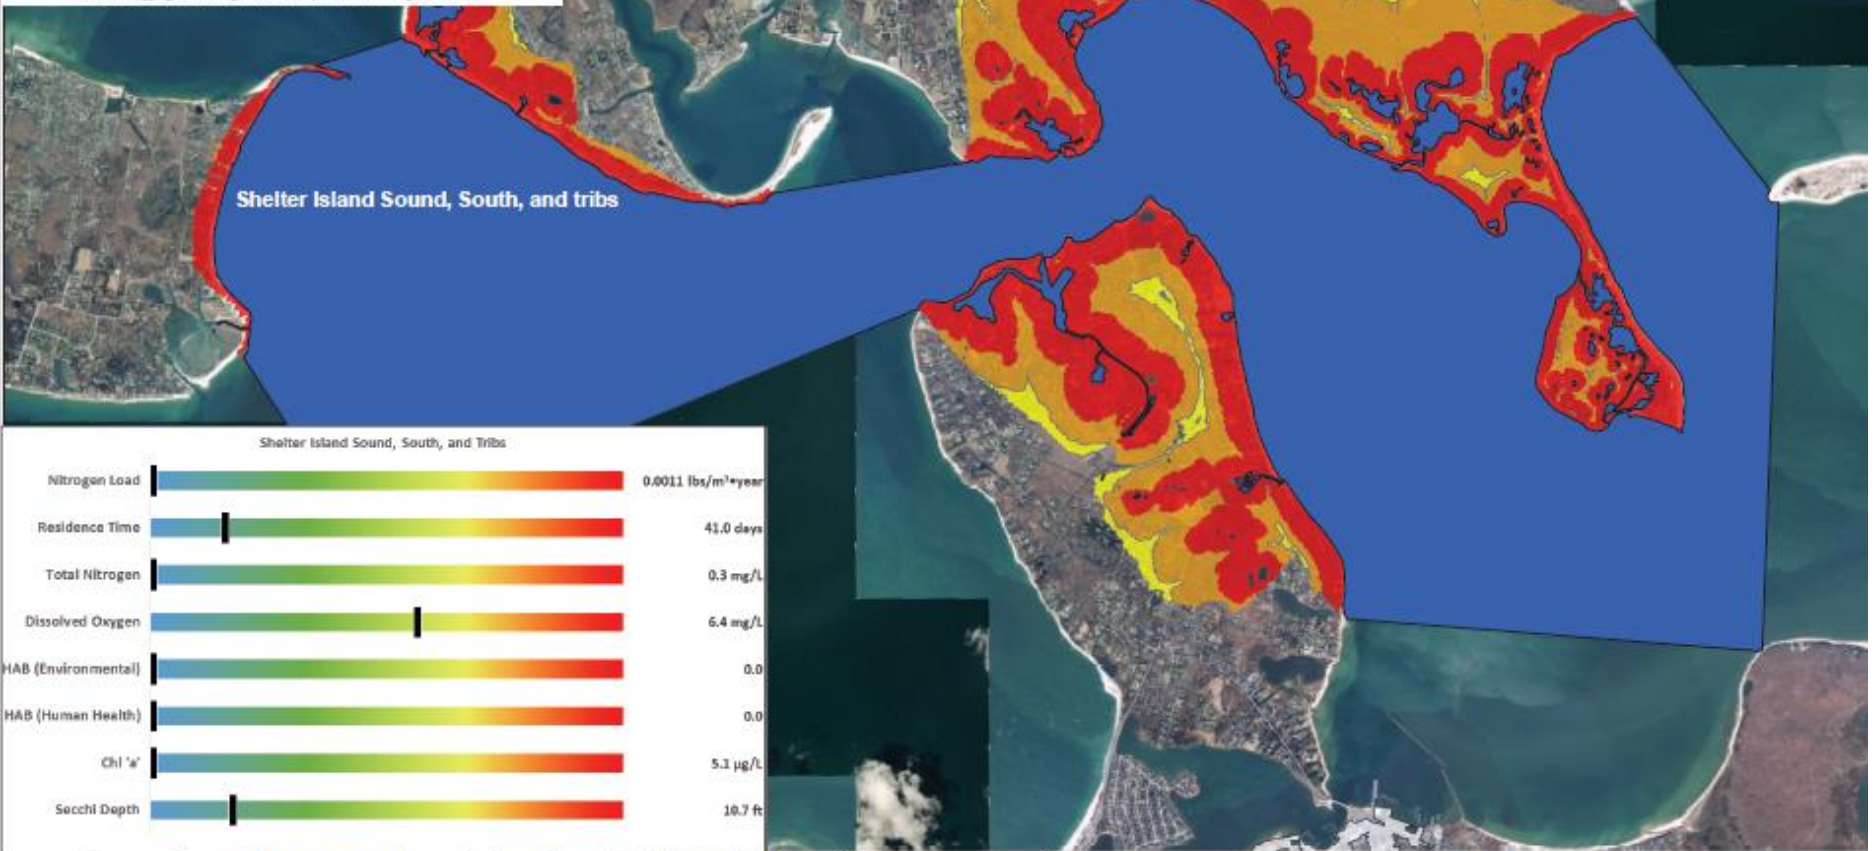 Shelter Island Sound, South, and tribs
Shelter Island Sound, South, and Tribs
Nitrogen Load 0.0011 lbs/m³•year
Residence Time 41.0 days
Total Nitrogen 0.3 mg/L
Dissolved Oxygen 6.4 mg/L
HAB (Environmental) 0.0
HAB (Human Health) 0.0
Chl 'a' 5.1 µg/L
Secchi Depth 10.7 ft